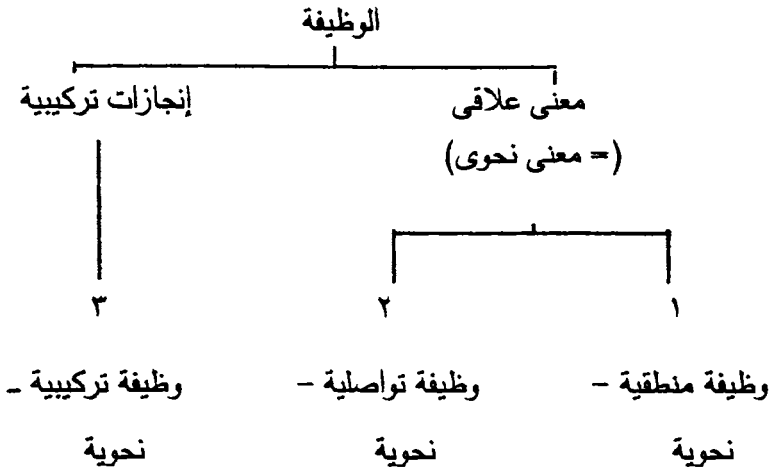 الوظيفة
معنى علاقى إنجازات تركيبية
(= معنى نحوى)
١ ٢ ٣
وظيفة منطقية – وظيفة تواصلية – وظيفة تركيبية –
نحوية نحوية نحوية